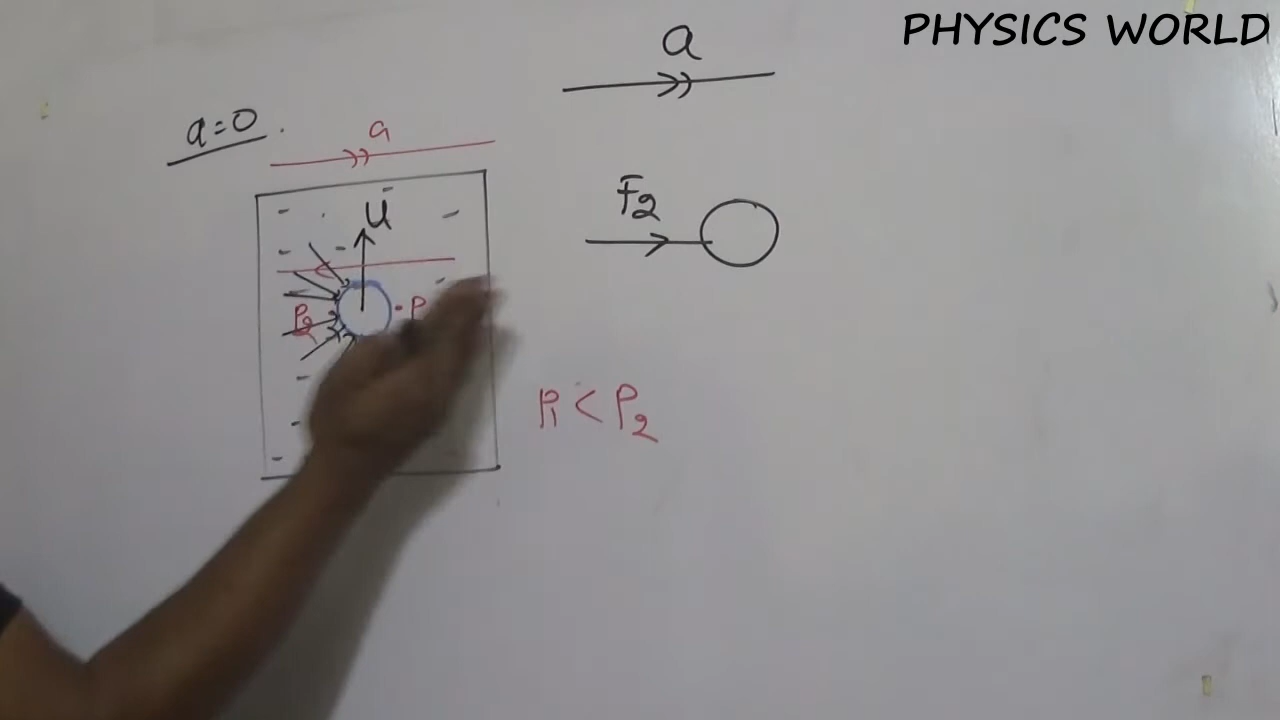 PHYSICS WORLD
a
a=0.
a
F2
u
P2 .P
P1 < P2